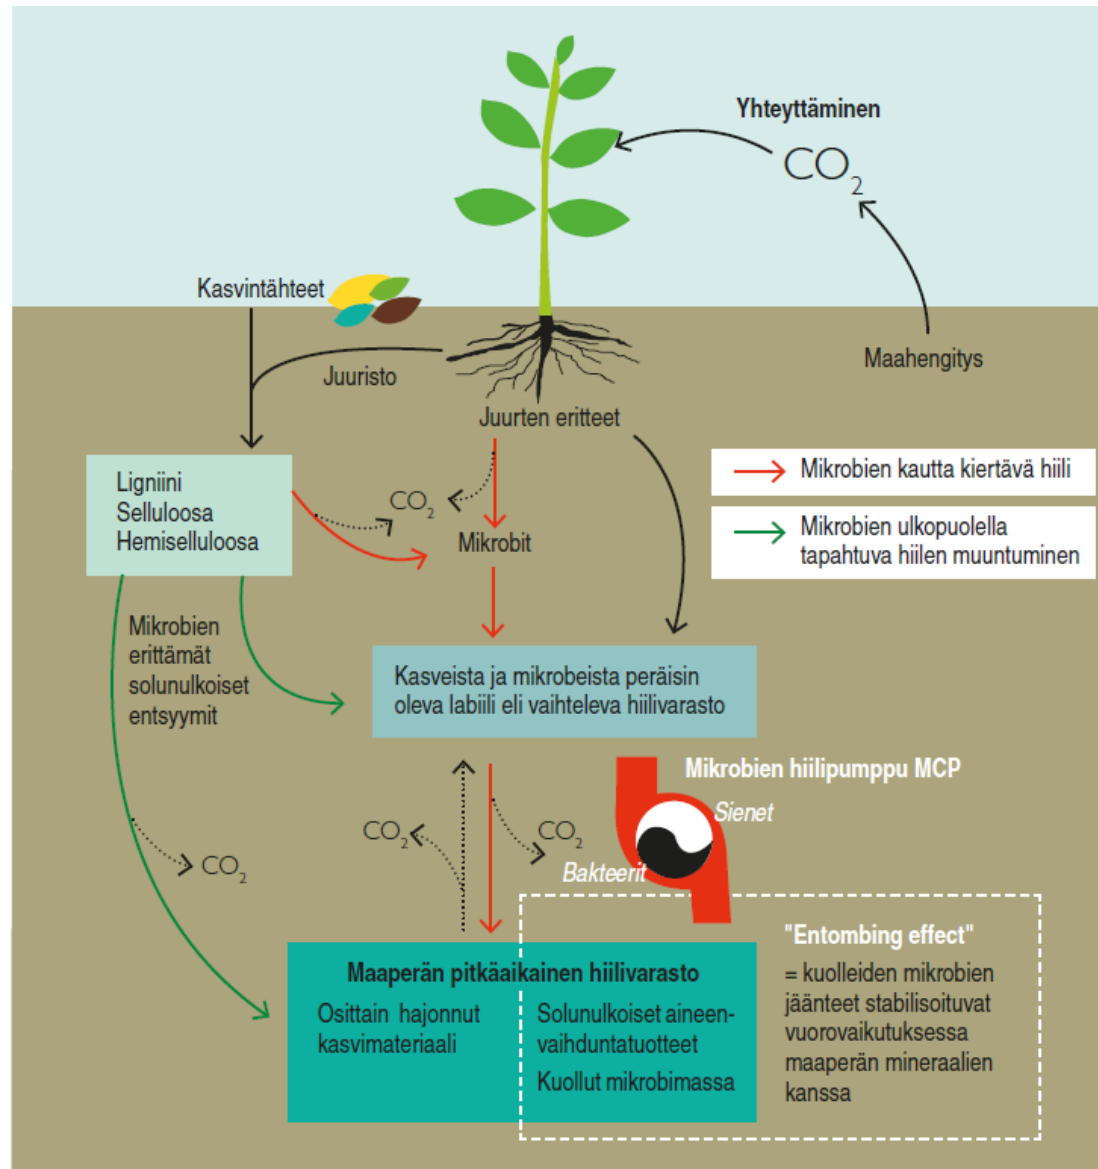 Yhteyttäminen
CO2
Kasvintähteet
Juuristo
Maahengitys
Juurten eritteet
Ligniini
Selluloosa
Hemiselluloosa
CO2
Mikrobit
Mikrobien kautta kiertävä hiili
Mikrobien ulkopuolella
tapahtuva hiilen muuntuminen
Mikrobien
erittämät
solunulkoiset
entsyymit
Kasveista ja mikrobeista peräisin
oleva labiili eli vaihteleva hiilivarasto
Mikrobien hiilipumppu MCP
Sienet
Bakteerit
CO2
CO2
CO2
"Entombing effect"
= kuolleiden mikrobien
jäänteet stabilisoituvat
vuorovaikutuksessa
maaperän mineraalien
kanssa
Maaperän pitkäaikainen hiilivarasto
Osittain hajonnut
kasvimateriaali
Solunulkoiset aineen-
vaihduntatuotteet
Kuollut mikrobimassa